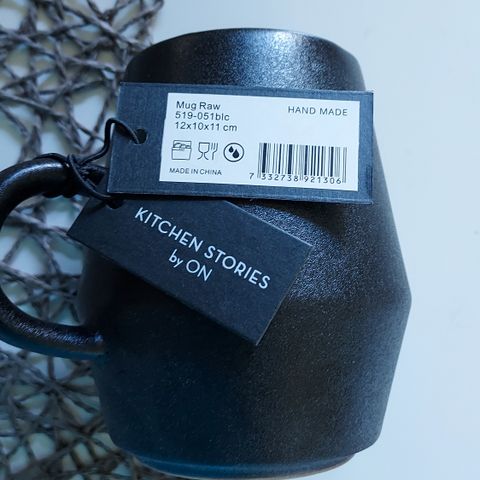 Mug Raw
HAND MADE
519-051blc
12x10x11 cm
MADE IN CHINA
7 332738 921306
KITCHEN STORIES
by ON